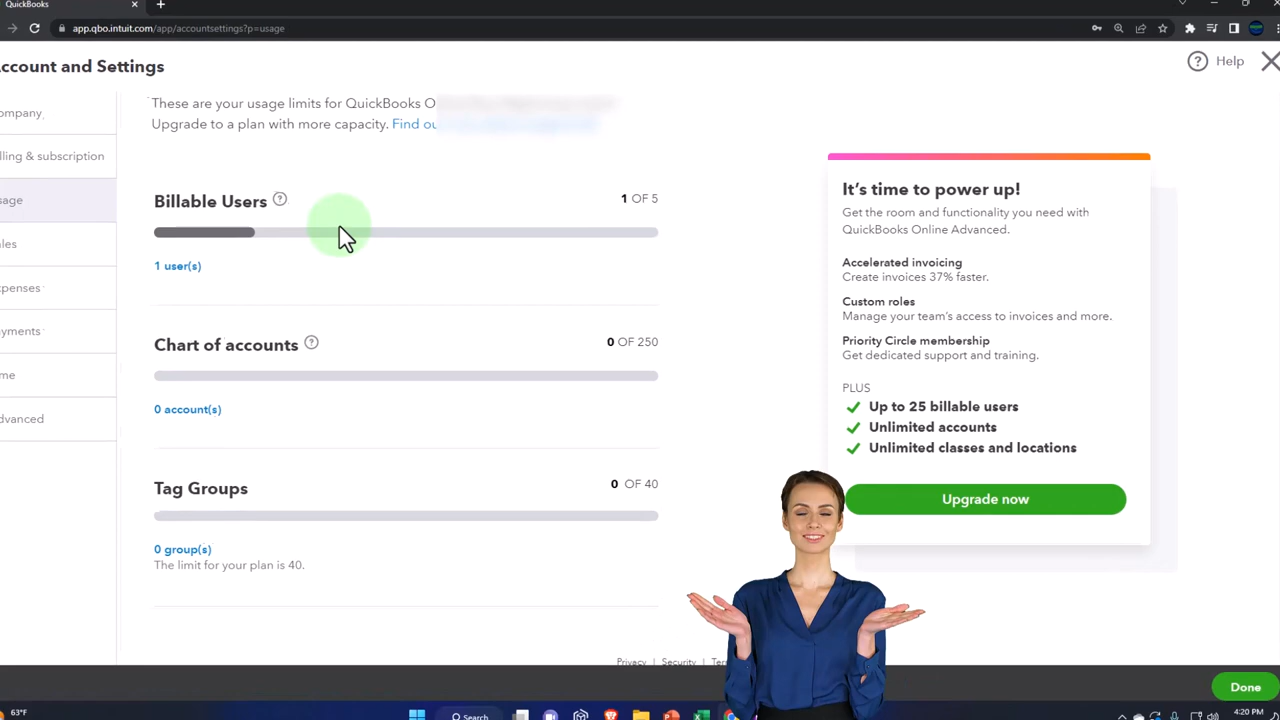 QuickBooks
app.qbo.intuit.com/app/accountsettings?p=usage
ccount and Settings
Help
ompany
lling & subscription
sage
les
xpenses
ayments
me
dvanced
These are your usage limits for QuickBooks O
Upgrade to a plan with more capacity. Find ou
Billable Users
1 OF 5
1 user(s)
Chart of accounts
0 OF 250
0 account(s)
Tag Groups
0 OF 40
0 group(s)
The limit for your plan is 40.
It's time to power up!
Get the room and functionality you need with
QuickBooks Online Advanced.
Accelerated invoicing
Create invoices 37% faster.
Custom roles
Manage your team's access to invoices and more.
Priority Circle membership
Get dedicated support and training.
PLUS
Up to 25 billable users
Unlimited accounts
Unlimited classes and locations
Upgrade now
Privacy | Security | Ter
Done
63°F
Search
4:20 PM